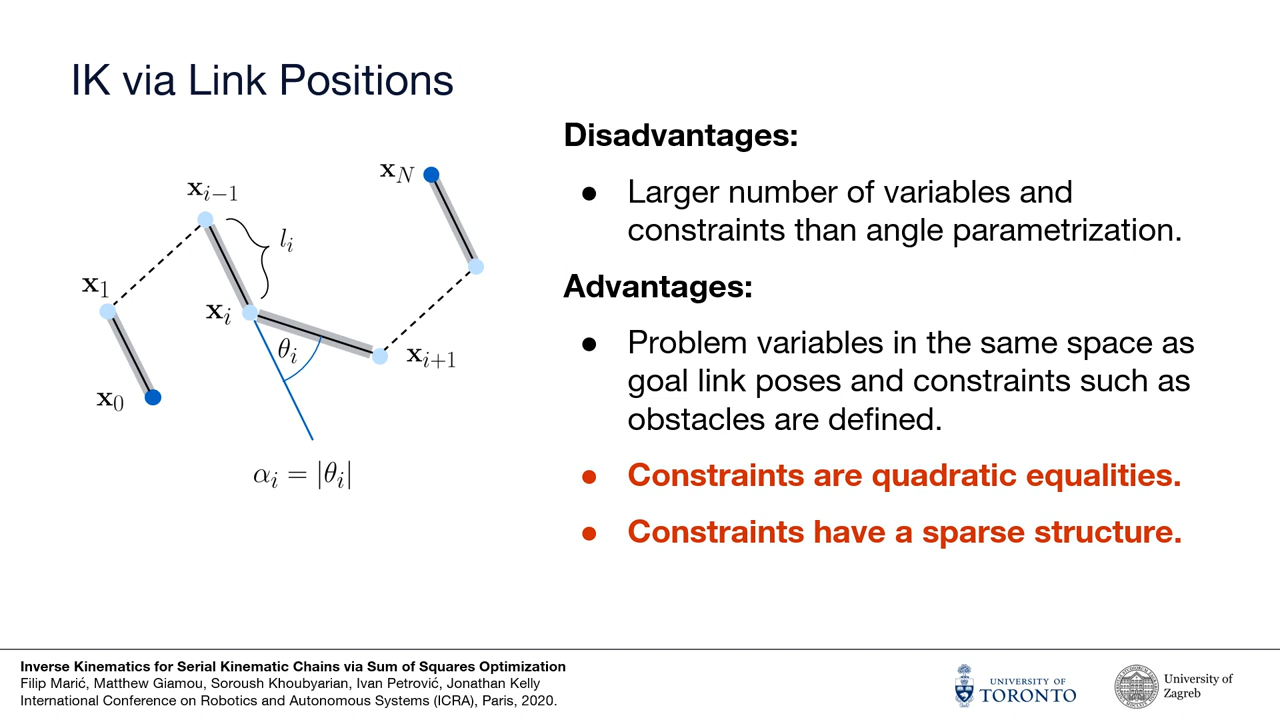 IK via Link Positions
x_N
x_{i−1}
l_i
x_1
x_i
θ_i
x_{i+1}
x_0
α_i = |θ_i|
Disadvantages:
● Larger number of variables and
constraints than angle parametrization.
Advantages:
● Problem variables in the same space as
goal link poses and constraints such as
obstacles are defined.
● Constraints are quadratic equalities.
● Constraints have a sparse structure.
Inverse Kinematics for Serial Kinematic Chains via Sum of Squares Optimization
Filip Marić, Matthew Giamou, Soroush Khoubyarian, Ivan Petrović, Jonathan Kelly
International Conference on Robotics and Autonomous Systems (ICRA), Paris, 2020.
UNIVERSITY OF
TORONTO
University of
Zagreb